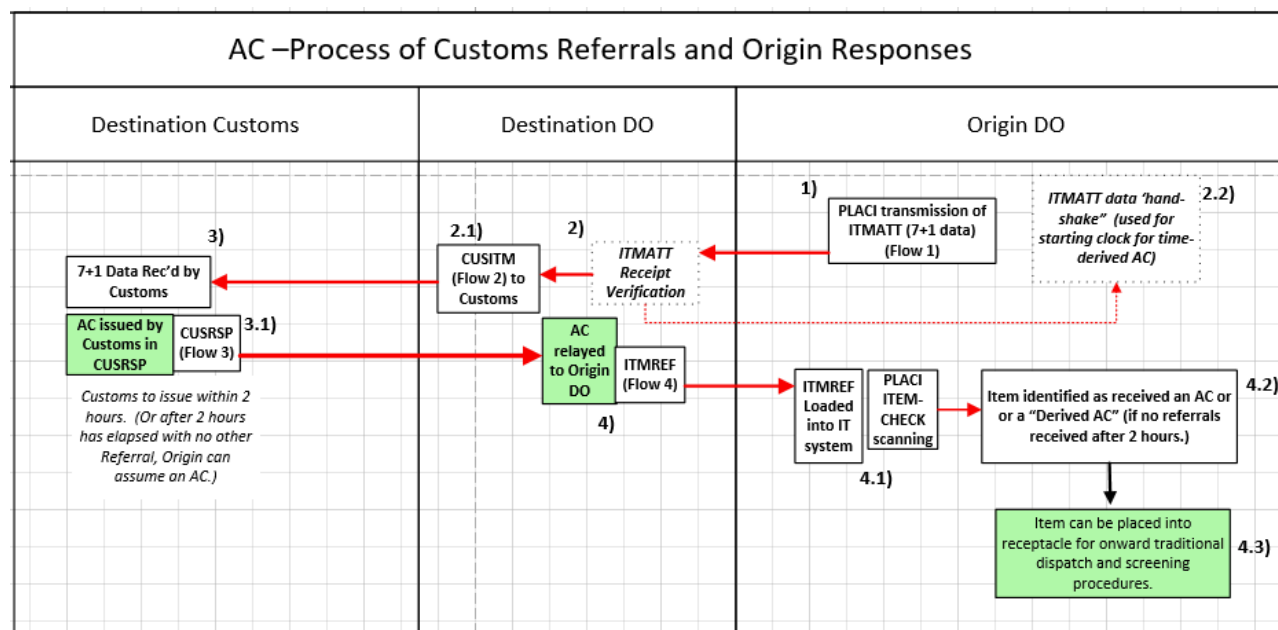 AC –Process of Customs Referrals and Origin Responses
Destination Customs
Destination DO
Origin DO
1)
PLACI transmission of
ITMATT (7+1 data)
(Flow 1)
2.2)
ITMATT data ‘hand-
shake” (used for
starting clock for time-
derived AC)
2)
ITMATT
Receipt
Verification
2.1)
CUSITM
(Flow 2) to
Customs
3)
7+1 Data Rec’d by
Customs
AC issued by
Customs in
CUSRSP
CUSRSP
(Flow 3)
3.1)
Customs to issue within 2
hours. (Or after 2 hours
has elapsed with no other
Referral, Origin can
assume an AC.)
AC
relayed
to Origin
DO
ITMREF
(Flow 4)
4)
ITMREF
Loaded
into IT
system
PLACI
ITEM-
CHECK
scanning
4.1)
Item identified as received an AC or
or a “Derived AC” (if no referrals
received after 2 hours.)
4.2)
Item can be placed into
receptacle for onward traditional
dispatch and screening
procedures.
4.3)